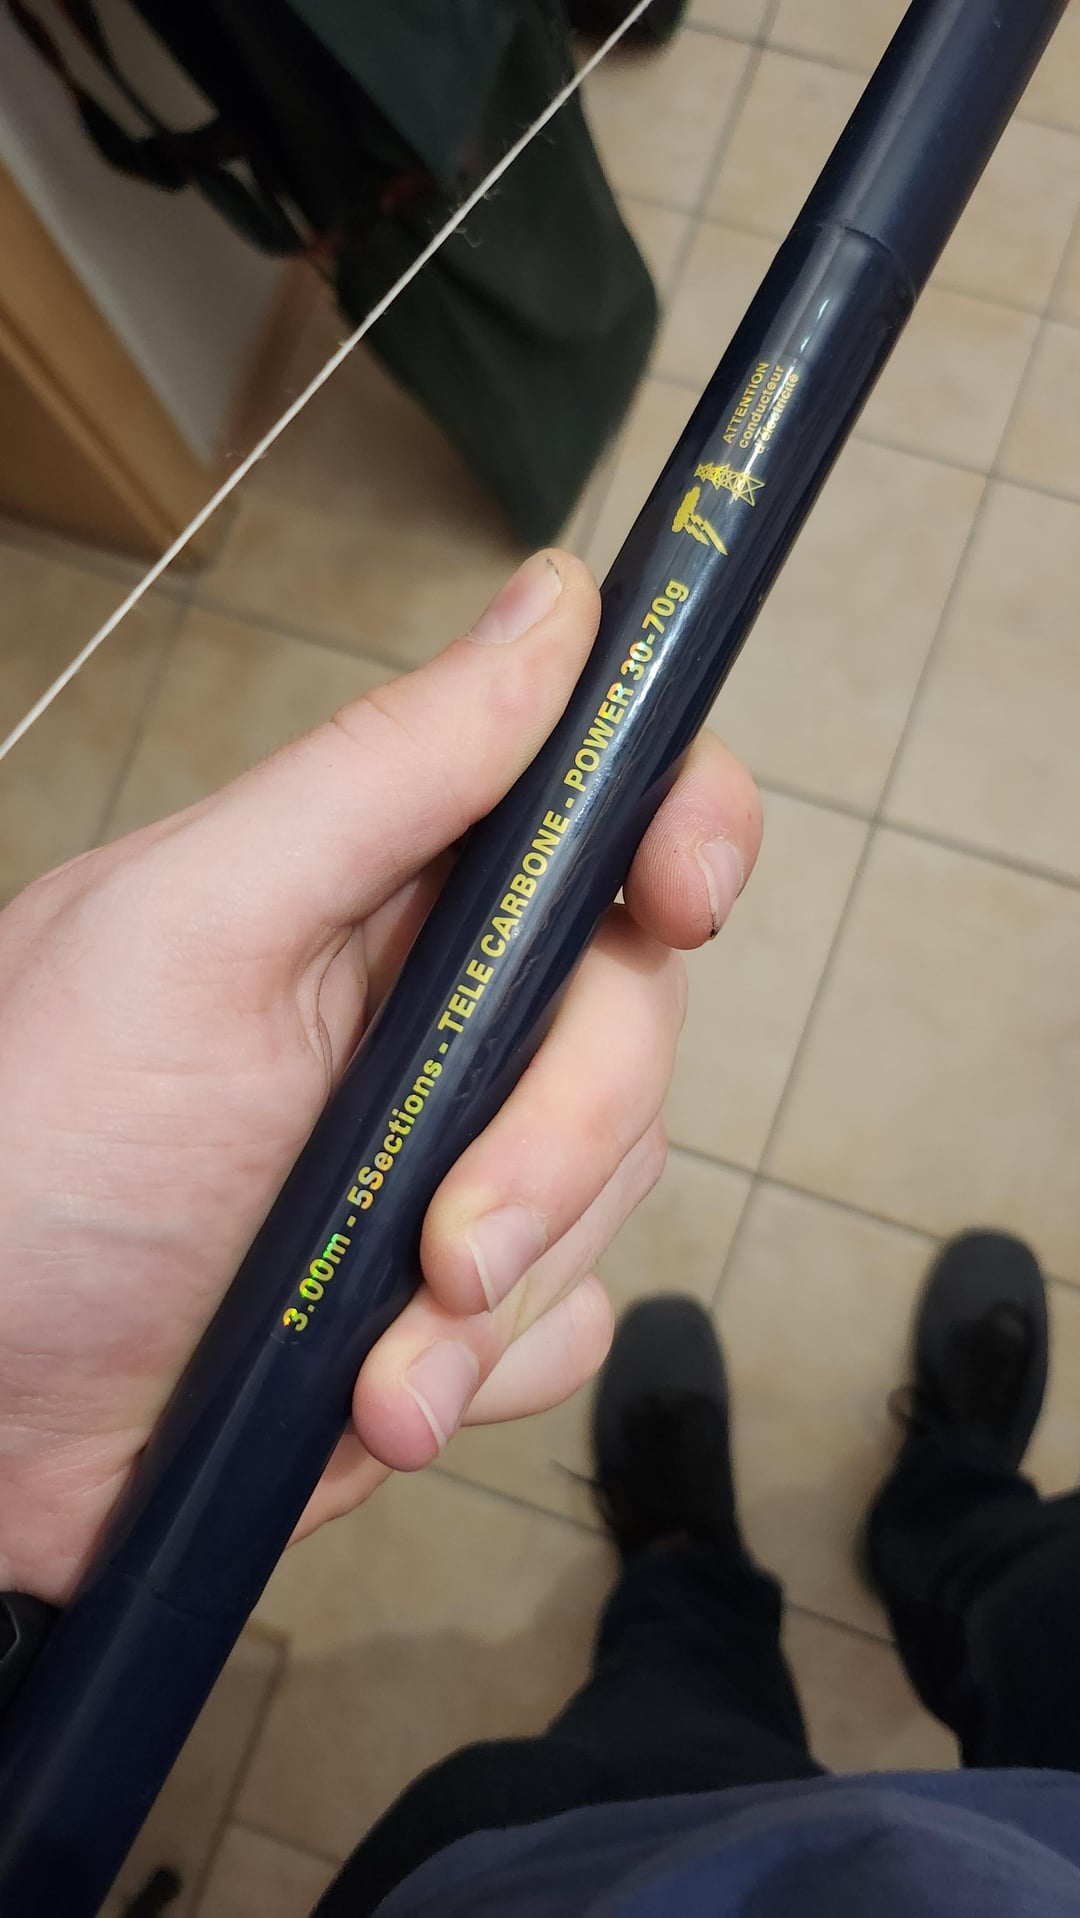 3.00m - 5Sections - TELE CARBONE - POWER 30-70g
ATTENTION
conducteur
d'électricité